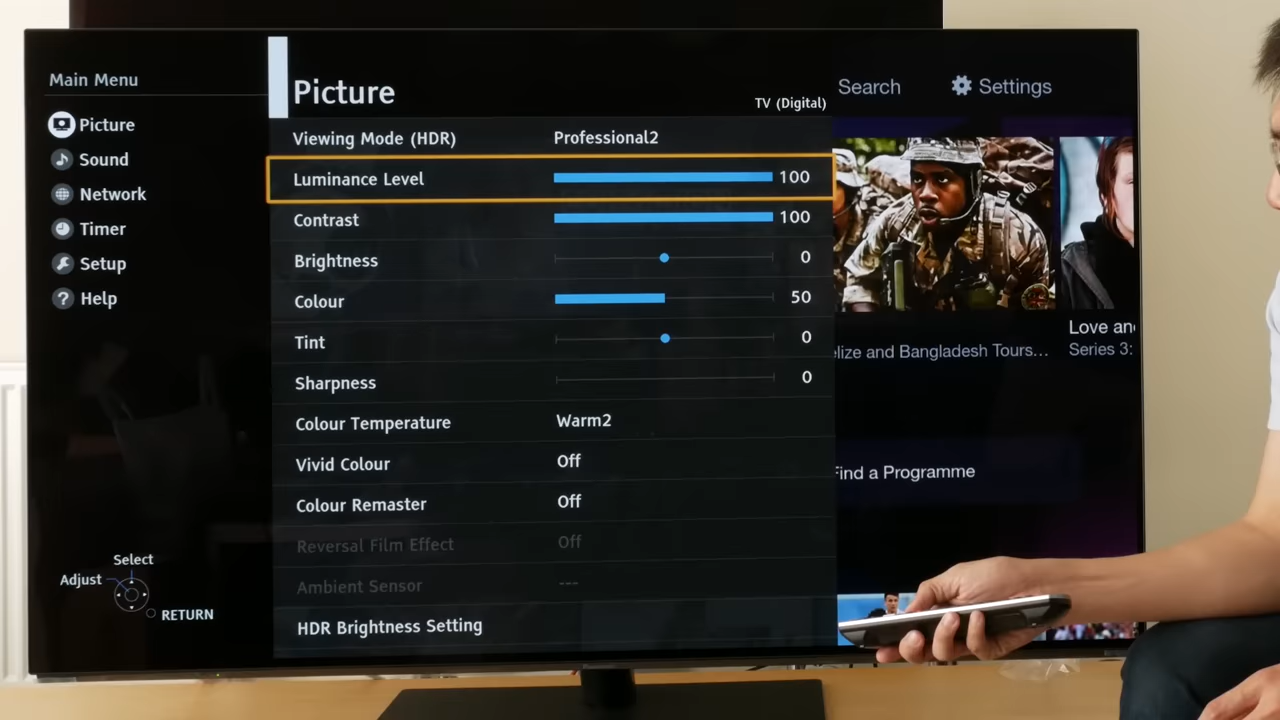 Main Menu
Picture
Sound
Network
Timer
Setup
Help
Select
Adjust
RETURN
Picture
TV (Digital)
Viewing Mode (HDR) Professional2
Luminance Level 100
Contrast 100
Brightness 0
Colour 50
Tint 0
Sharpness 0
Colour Temperature Warm2
Vivid Colour Off
Colour Remaster Off
Reversal Film Effect Off
Ambient Sensor ---
HDR Brightness Setting
Search Settings
elize and Bangladesh Tours...
Love and
Series 3:
Find a Programme